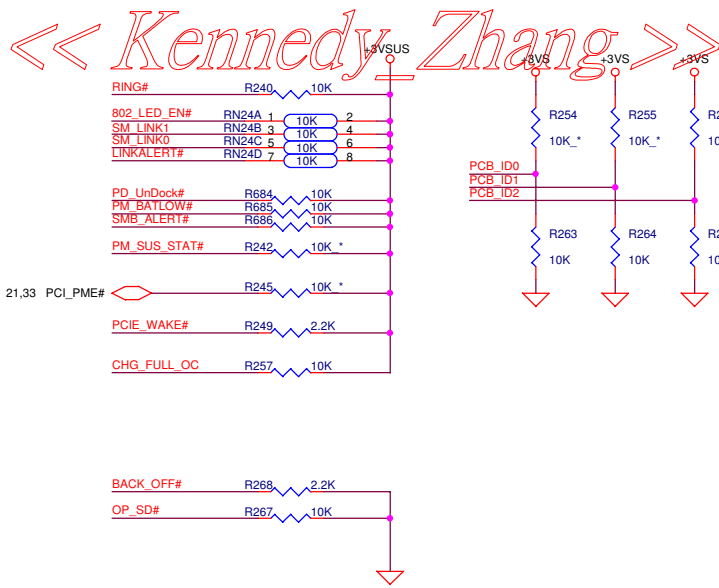 << Kennedy_Zhang >>
+3VSUS
RING# R240 10K
802_LED_EN# RN24A 1 10K 2
SM_LINK1 RN24B 3 10K 4
SM_LINK0 RN24C 5 10K 6
LINKALERT# RN24D 7 10K 8
PD_UnDock# R684 10K
PM_BATLOW# R685 10K
SMB_ALERT# R686 10K
PM_SUS_STAT# R242 10K_*
21,33 PCI_PME# R245 10K_*
PCIE_WAKE# R249 2.2K
CHG_FULL_OC R257 10K
BACK_OFF# R268 2.2K
OP_SD# R267 10K
+3VS +3VS +3VS
R254 R255
10K_* 10K_*
PCB_ID0
PCB_ID1
PCB_ID2
R263 R264
10K 10K